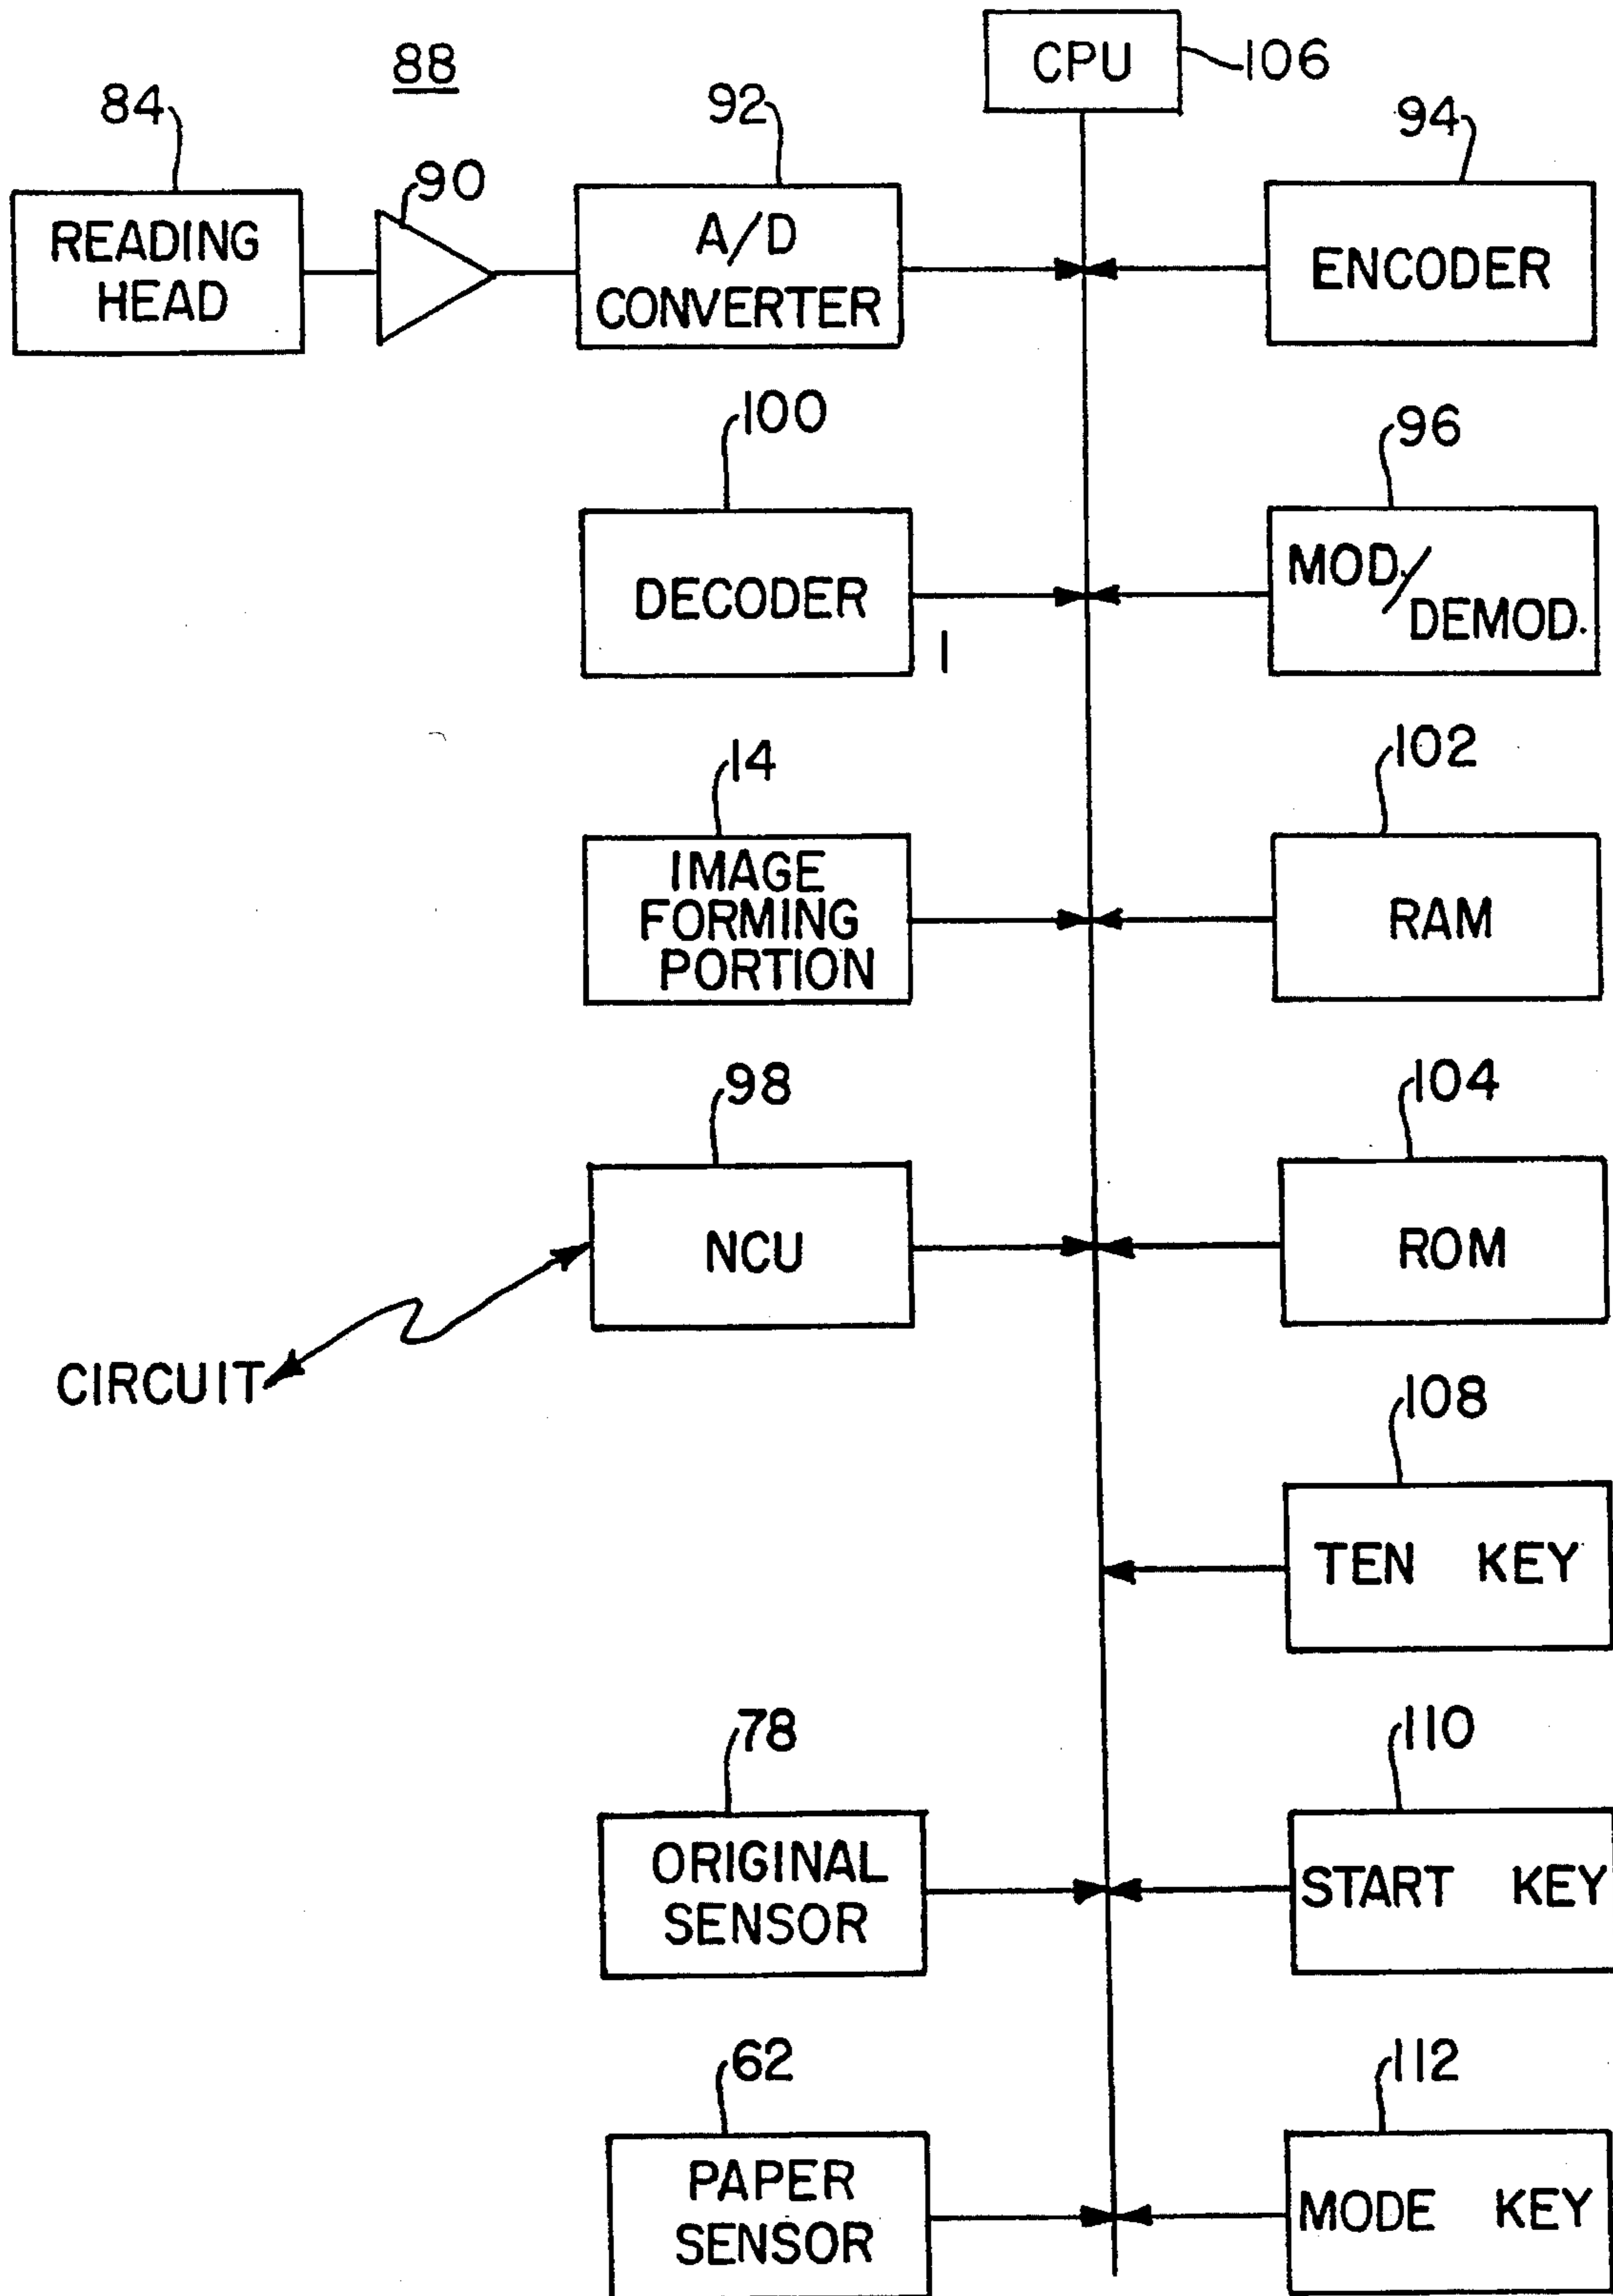 88
CPU
106
84
90
92
94
READING
HEAD
A/D
CONVERTER
ENCODER
100
96
DECODER
MOD./
DEMOD.
14
102
IMAGE
FORMING
PORTION
RAM
98
104
NCU
ROM
CIRCUIT
108
TEN KEY
78
110
ORIGINAL
SENSOR
START KEY
62
112
PAPER
SENSOR
MODE KEY